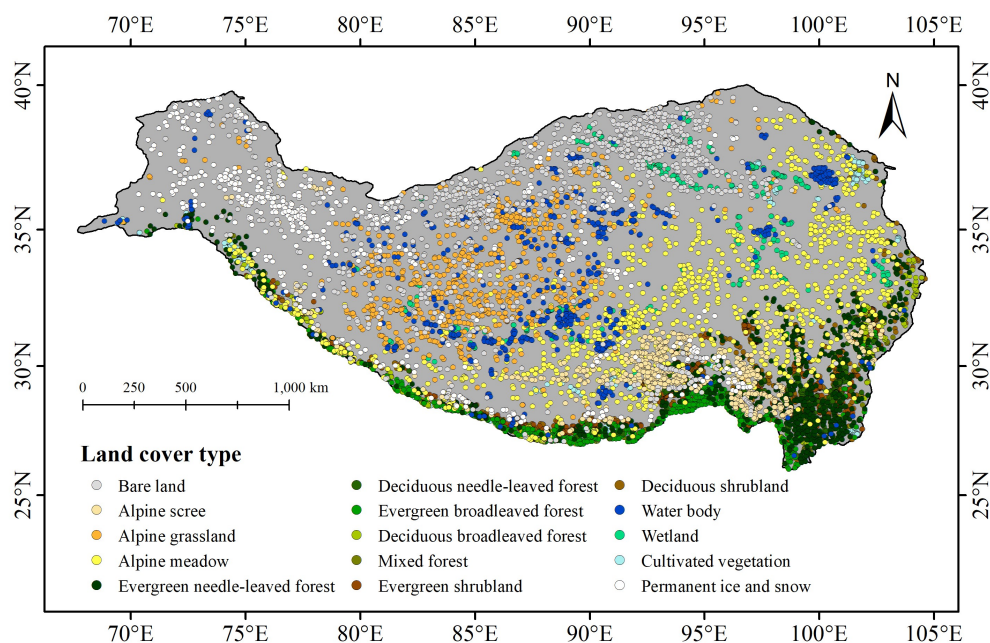 70°E 75°E 80°E 85°E 90°E 95°E 100°E 105°E
40°N 40°N
N
35°N 35°N
30°N 30°N
0 250 500 1,000 km
Land cover type
Bare land Deciduous needle-leaved forest Deciduous shrubland
Alpine scree Evergreen broadleaved forest Water body
25°N 25°N
Alpine grassland Deciduous broadleaved forest Wetland
Alpine meadow Mixed forest Cultivated vegetation
Evergreen needle-leaved forest Evergreen shrubland Permanent ice and snow
70°E 75°E 80°E 85°E 90°E 95°E 100°E 105°E